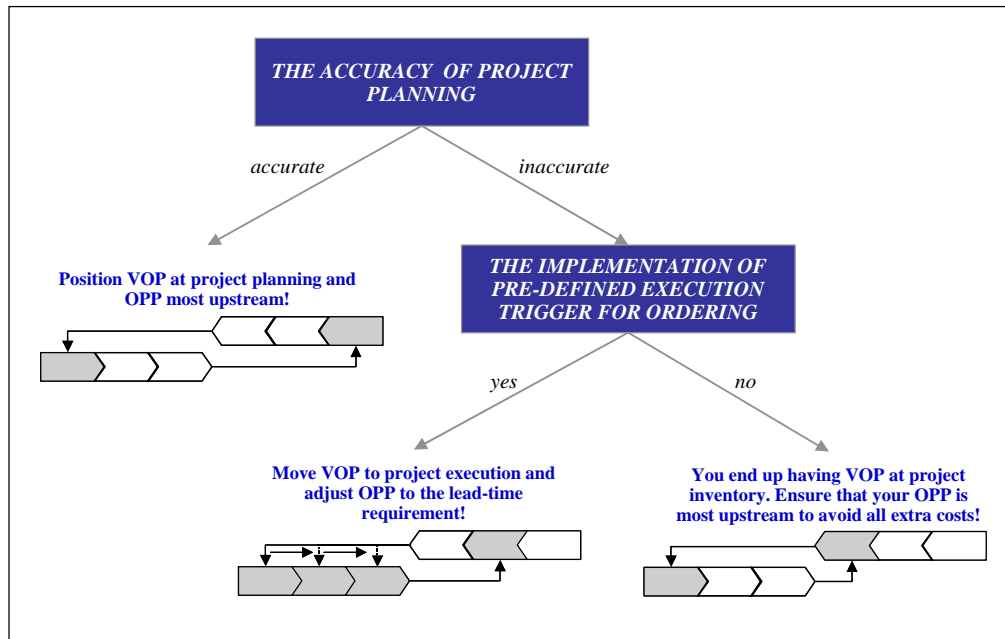 THE ACCURACY OF PROJECT
PLANNING
accurate
inaccurate
Position VOP at project planning and
OPP most upstream!
THE IMPLEMENTATION OF
PRE-DEFINED EXECUTION
TRIGGER FOR ORDERING
yes
no
Move VOP to project execution and
adjust OPP to the lead-time
requirement!
You end up having VOP at project
inventory. Ensure that your OPP is
most upstream to avoid all extra costs!